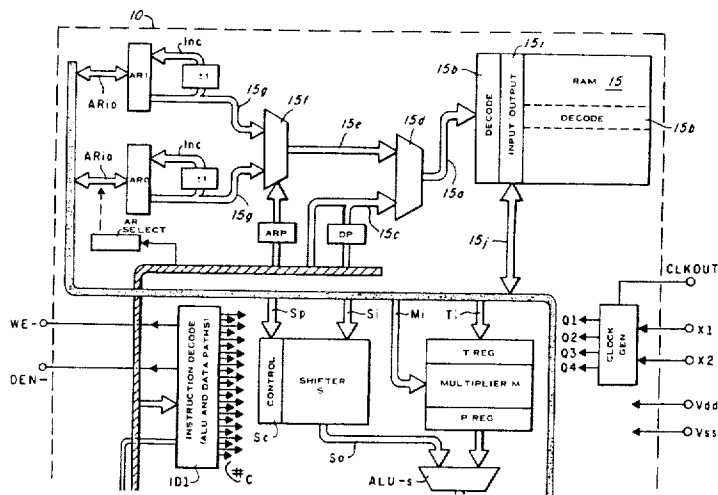 10
Inc
15i
15g
15f
15b
AR1
±1
RAM 15
ARio
15d
DECODE
INPUT OUTPUT
15e
DECODE
15b
ARio
Inc
AR0
±1
15a
15g
15c
15j
AR SELECT
ARP
DP
CLKOUT
WE-
Sp
Si
Mi
Ti
Q1
Q2
Q3
Q4
CLOCK GEN
X1
X2
DEN-
INSTRUCTION DECODE
(ALU AND DATA PATHS)
CONTROL
SHIFTER
S
T REG
MULTIPLIER M
P REG
Vdd
Vss
Sc
So
ID1
#C
ALU-s